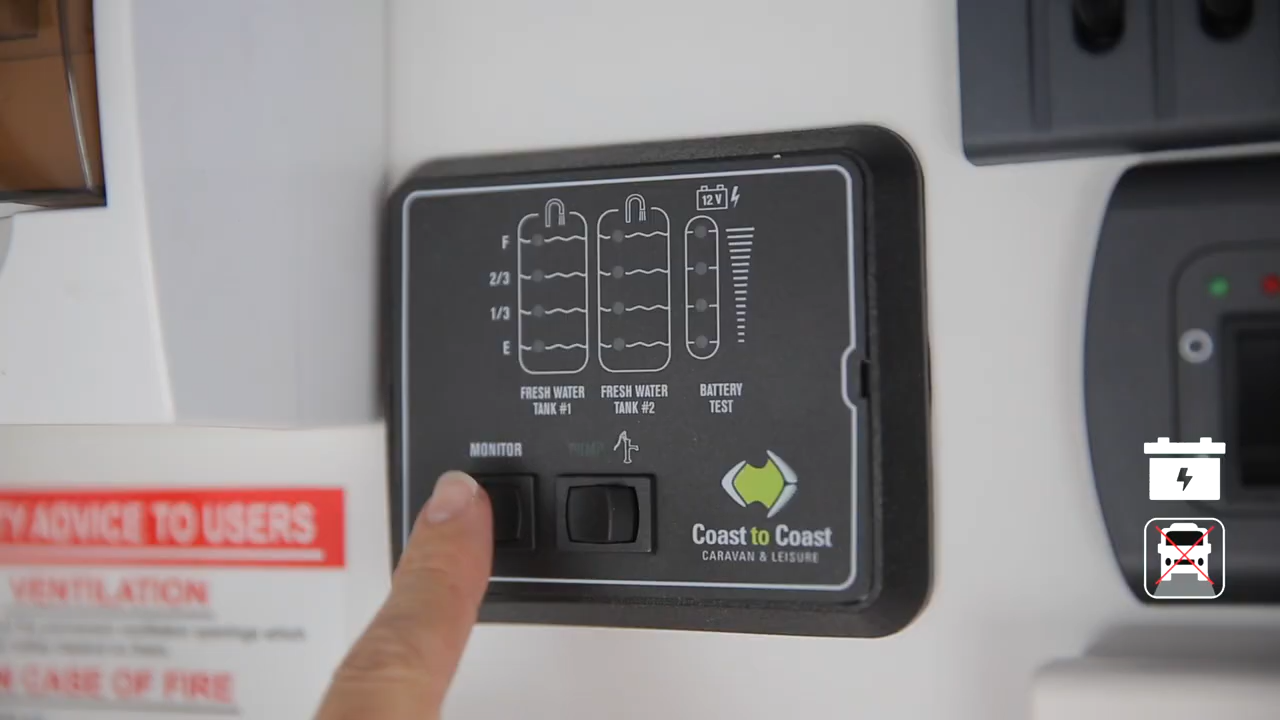 12 V
F
2/3
1/3
E
FRESH WATER
TANK #1
FRESH WATER
TANK #2
BATTERY
TEST
MONITOR
PUMP
Coast to Coast
CARAVAN & LEISURE
TY ADVICE TO USERS
VENTILATION
N CASE OF FIRE